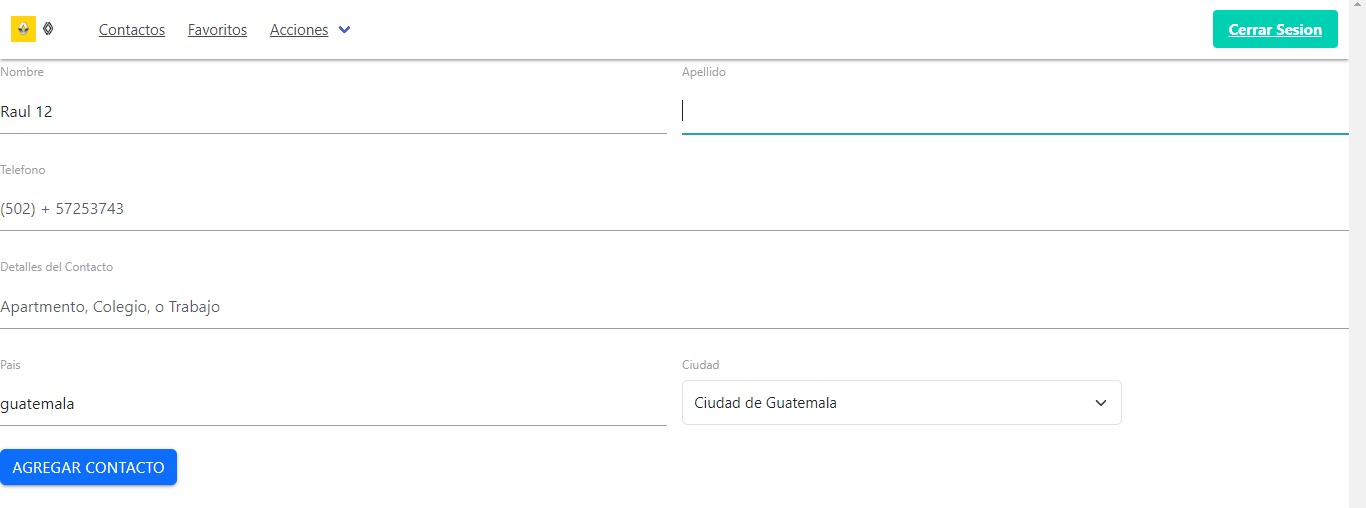 Contactos Favoritos Acciones Cerrar Sesion
Nombre Apellido
Raul 12
Telefono
(502) + 57253743
Detalles del Contacto
Apartmento, Colegio, o Trabajo
Pais Ciudad
guatemala Ciudad de Guatemala
AGREGAR CONTACTO